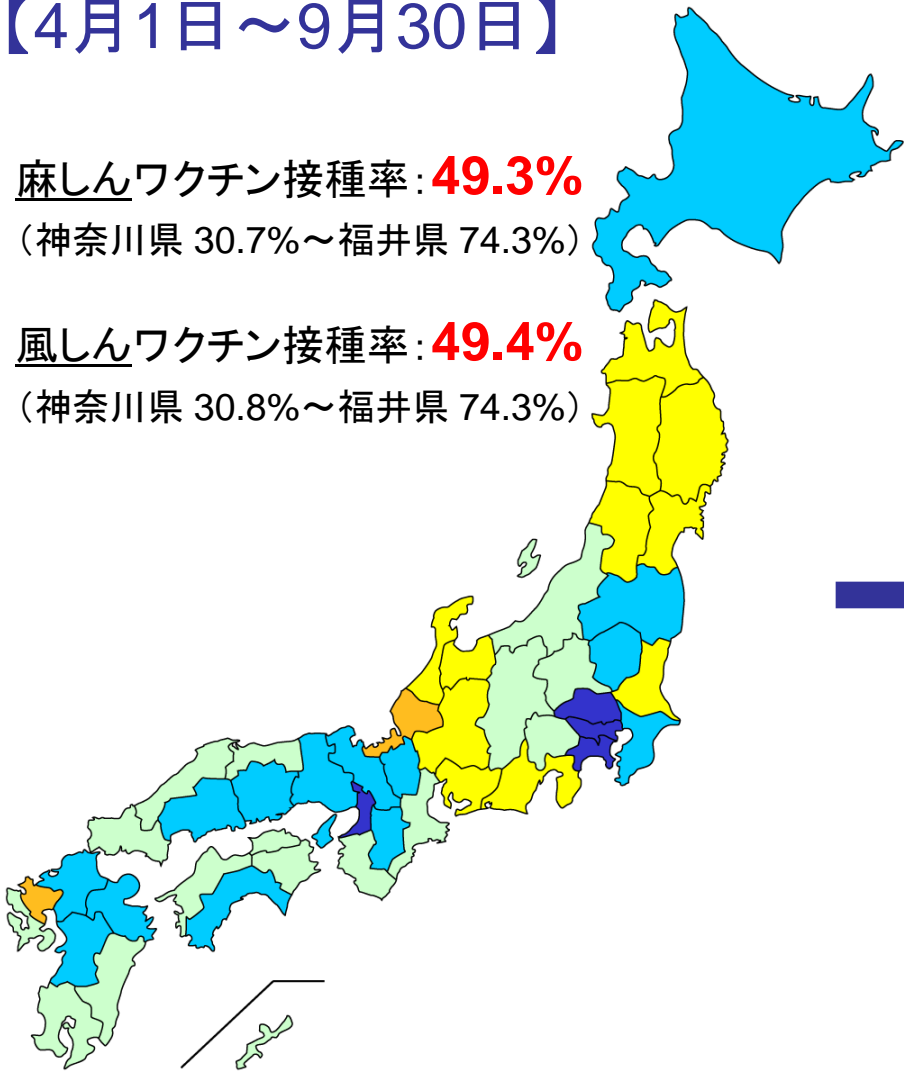 【4月1日～9月30日】
麻しんワクチン接種率：49.3%
（神奈川県 30.7%～福井県 74.3%）
風しんワクチン接種率：49.4%
（神奈川県 30.8%～福井県 74.3%）